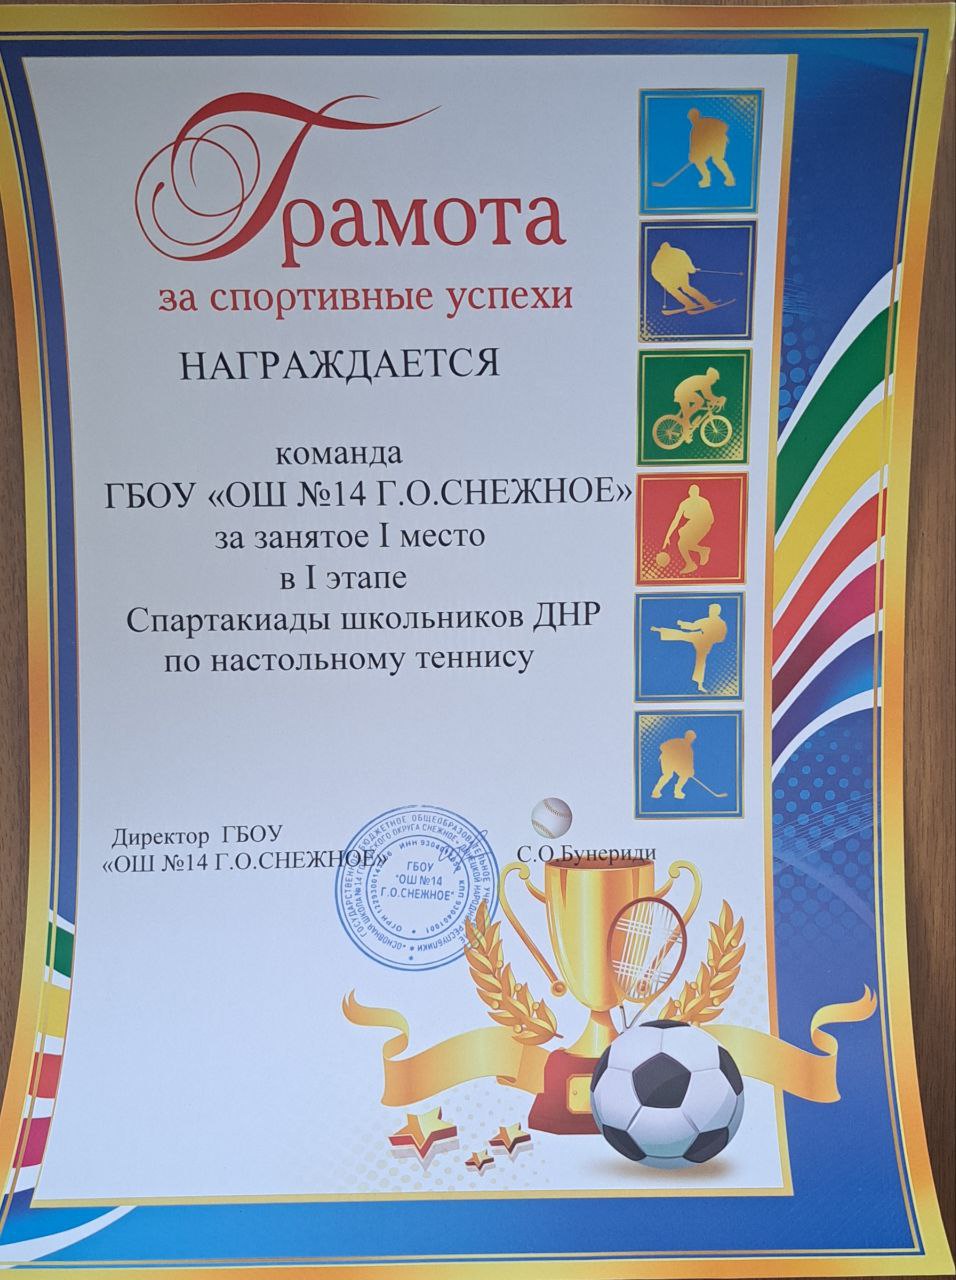 Грамота
за спортивные успехи
НАГРАЖДАЕТСЯ
команда
ГБОУ «ОШ №14 Г.О.СНЕЖНОЕ»
за занятое I место
в I этапе
Спартакиады школьников ДНР
по настольному теннису
Директор ГБОУ
«ОШ №14 Г.О.СНЕЖНОЕ»
С.О.Бунериди
ГБОУ
"ОШ №14
Г.О.СНЕЖНОЕ"